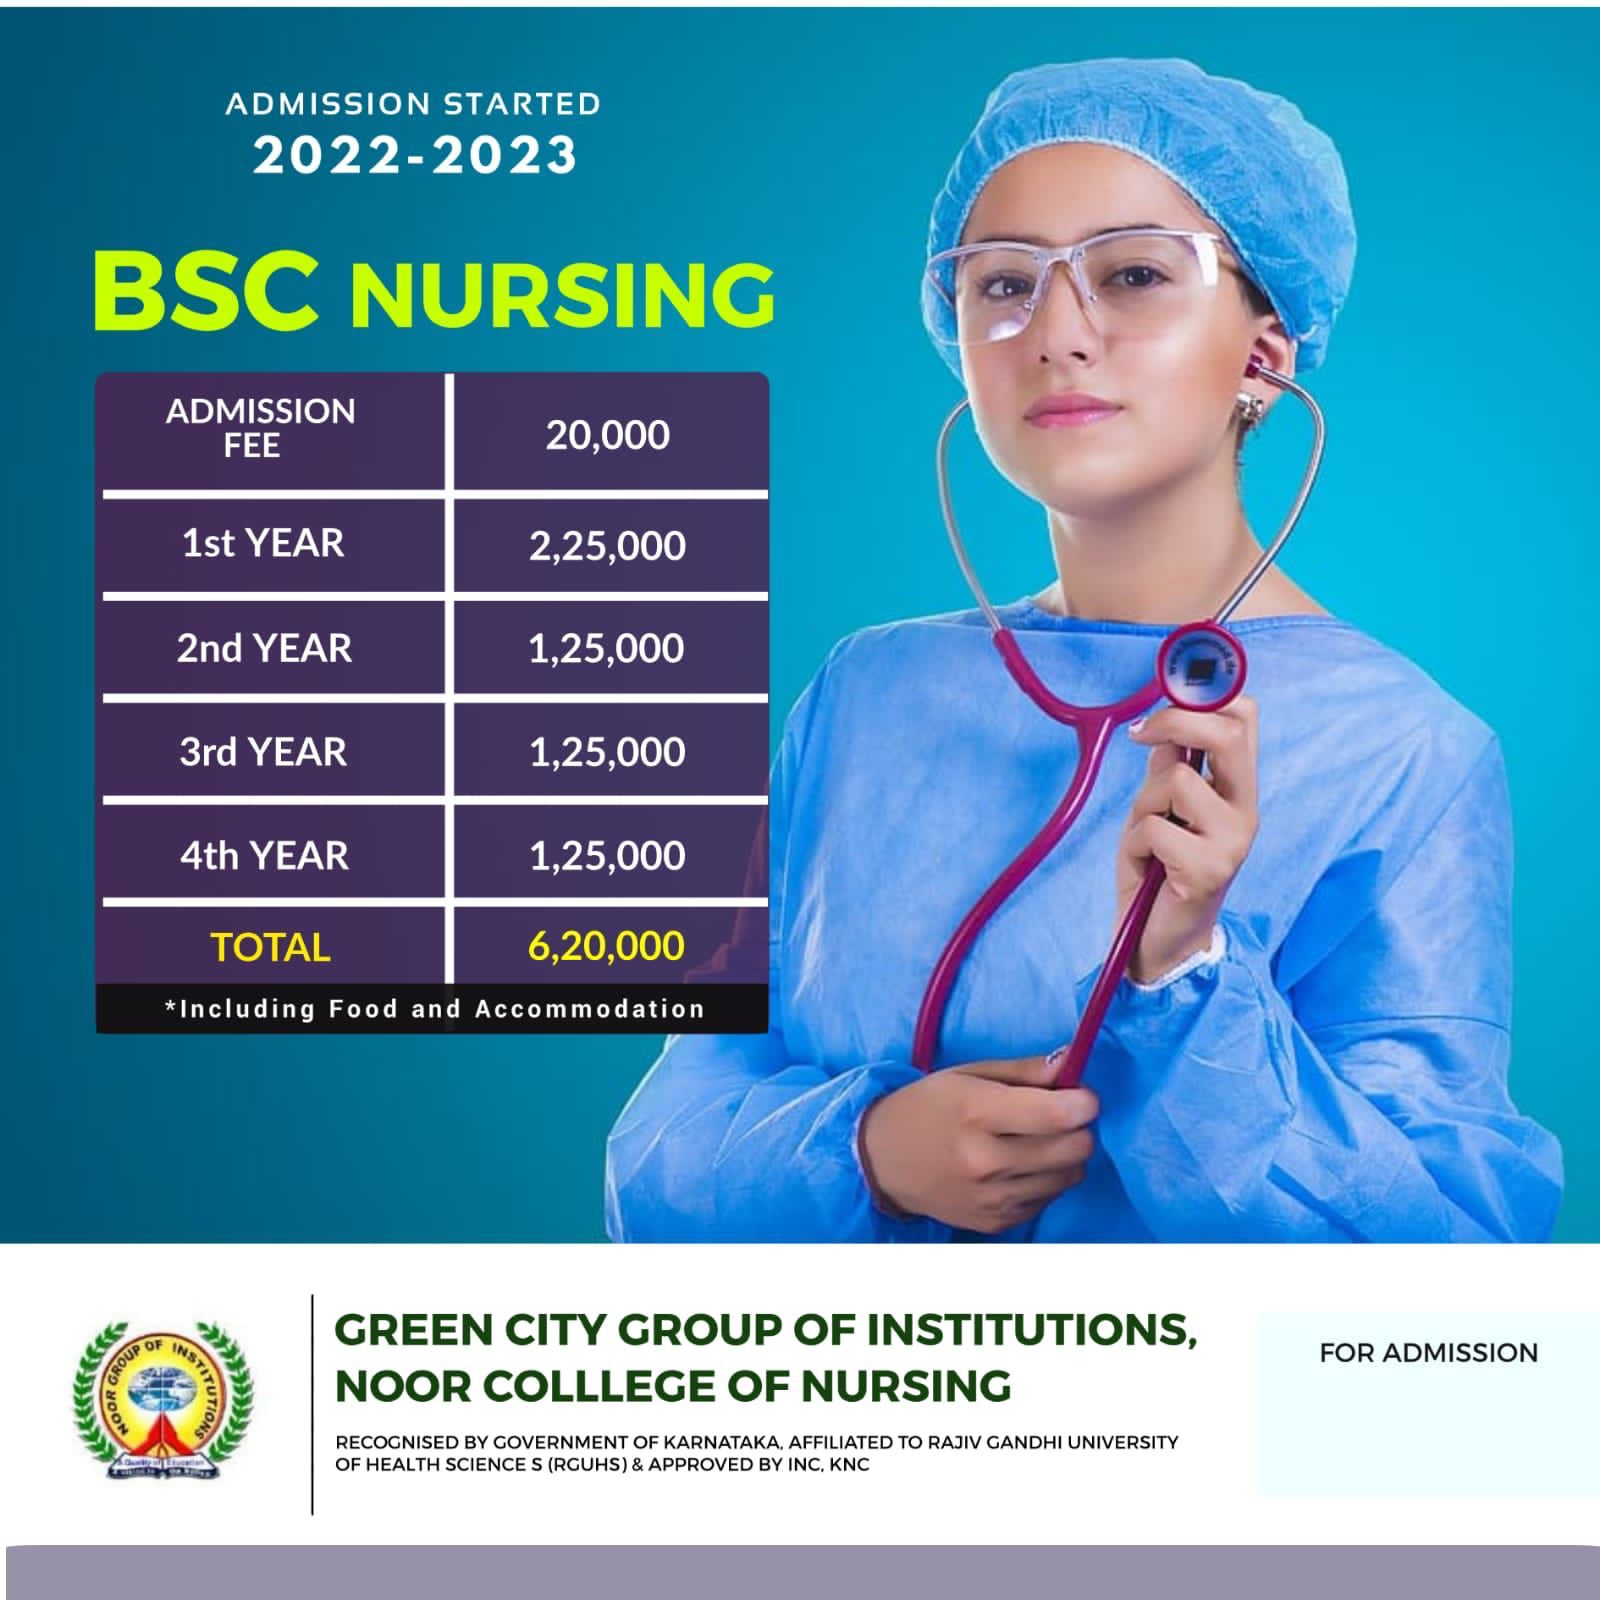 ADMISSION STARTED
2022-2023
BSC NURSING
ADMISSION
FEE
20,000
1st YEAR 2,25,000
2nd YEAR 1,25,000
3rd YEAR 1,25,000
4th YEAR 1,25,000
TOTAL 6,20,000
*Including Food and Accommodation
NOOR GROUP OF INSTITUTIONS
A Quality of Education
GREEN CITY GROUP OF INSTITUTIONS,
NOOR COLLLEGE OF NURSING
RECOGNISED BY GOVERNMENT OF KARNATAKA, AFFILIATED TO RAJIV GANDHI UNIVERSITY
OF HEALTH SCIENCE S (RGUHS) & APPROVED BY INC, KNC
FOR ADMISSION